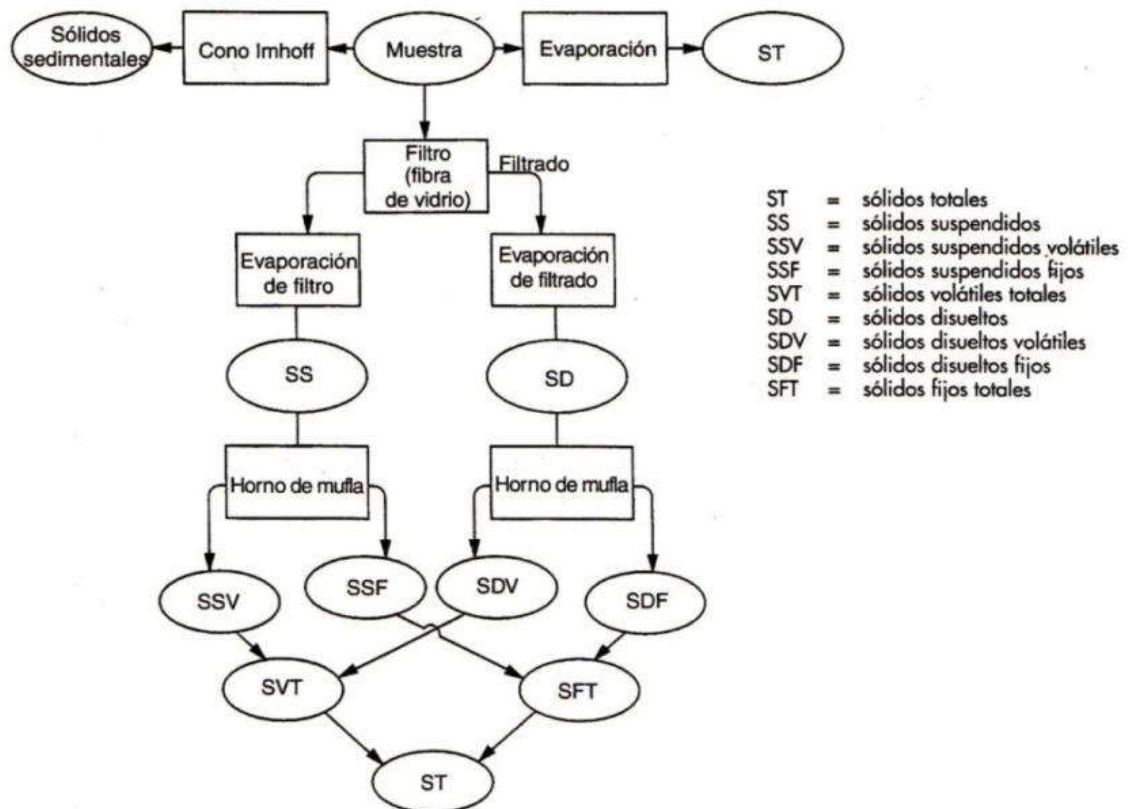 Sólidos
sedimentales
Cono Imhoff
Muestra
Evaporación
ST
Filtro
(fibra
de vidrio)
Filtrado
Evaporación
de filtro
Evaporación
de filtrado
SS
SD
Horno de mufla
Horno de mufla
SSV
SSF
SDV
SDF
SVT
SFT
ST
ST = sólidos totales
SS = sólidos suspendidos
SSV = sólidos suspendidos volátiles
SSF = sólidos suspendidos fijos
SVT = sólidos volátiles totales
SD = sólidos disueltos
SDV = sólidos disueltos volátiles
SDF = sólidos disueltos fijos
SFT = sólidos fijos totales